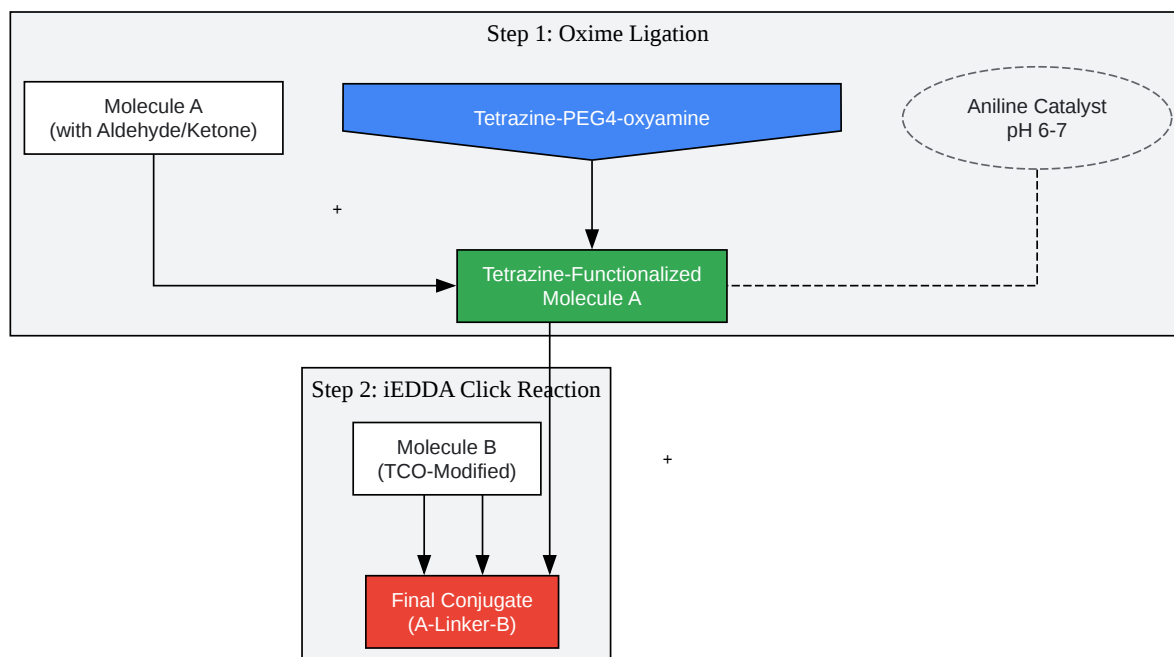 Step 1: Oxime Ligation
Molecule A
(with Aldehyde/Ketone)
Tetrazine-PEG4-oxyamine
Aniline Catalyst
pH 6-7
+
Tetrazine-Functionalized
Molecule A
Step 2: iEDDA Click Reaction
Molecule B
(TCO-Modified)
+
Final Conjugate
(A-Linker-B)